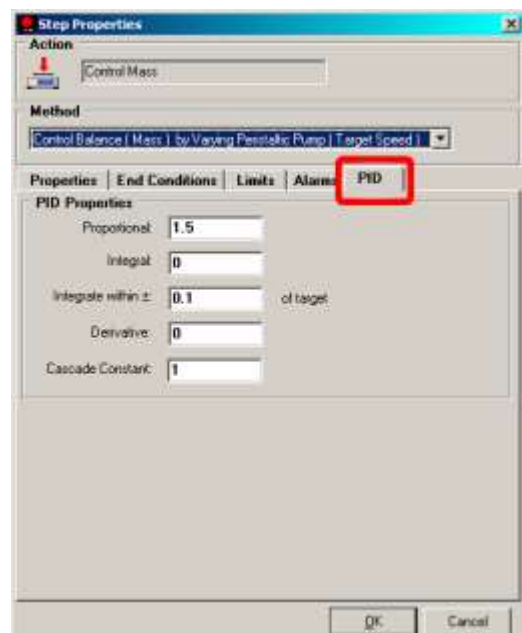 Step Properties
Action
Control Mass
Method
Control Balance ( Mass ) by Varying Peristaltic Pump ( Target Speed )
Properties End Conditions Limits Alarms PID
PID Properties
Proportional: 1.5
Integral: 0
Integrate within ±: 0.1 of target
Derivative: 0
Cascade Constant: 1
OK Cancel